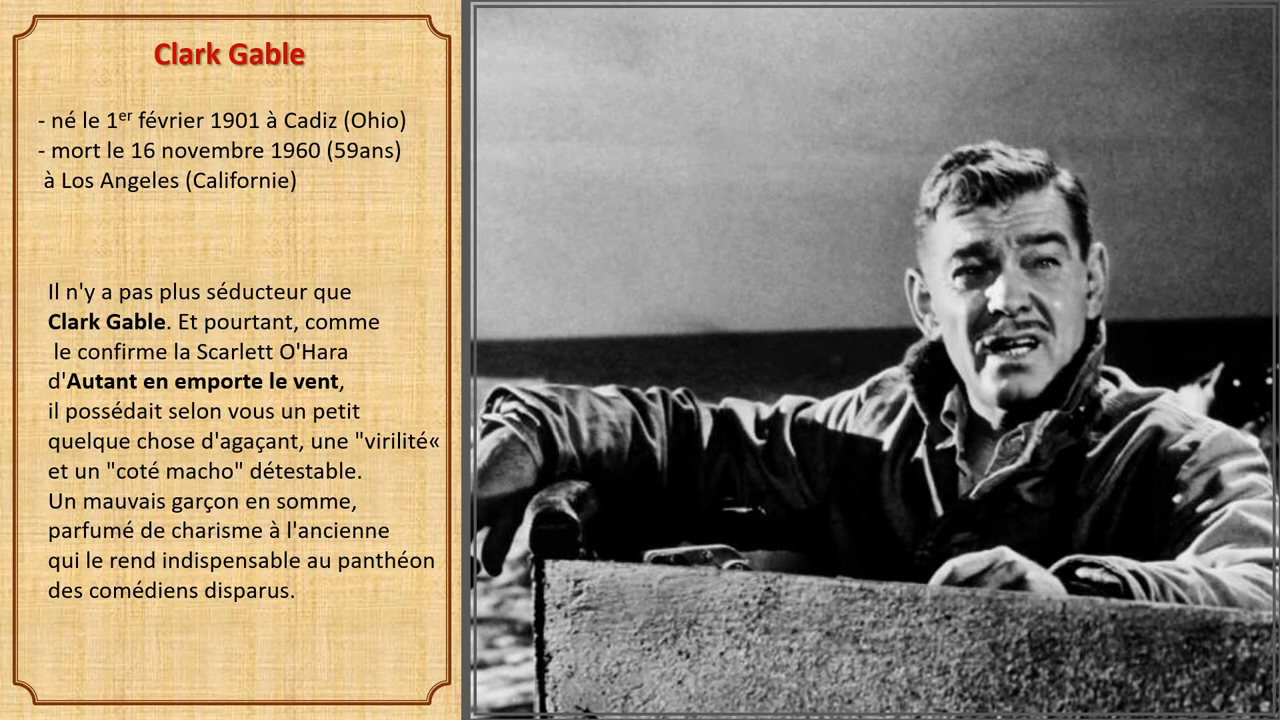 Clark Gable
- né le 1er février 1901 à Cadiz (Ohio)
- mort le 16 novembre 1960 (59ans)
à Los Angeles (Californie)
Il n'y a pas plus séducteur que
Clark Gable. Et pourtant, comme
le confirme la Scarlett O'Hara
d'Autant en emporte le vent,
il possédait selon vous un petit
quelque chose d'agaçant, une "virilité«
et un "coté macho" détestable.
Un mauvais garçon en somme,
parfumé de charisme à l'ancienne
qui le rend indispensable au panthéon
des comédiens disparus.